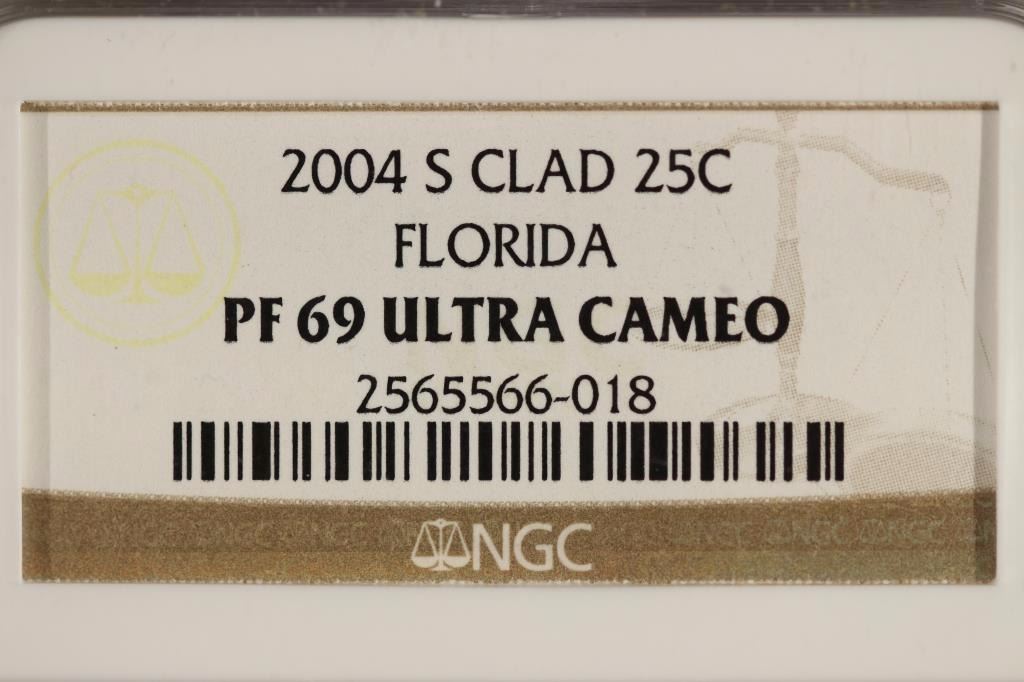 2004 S CLAD 25C
FLORIDA
PF 69 ULTRA CAMEO
2565566-018
NGC